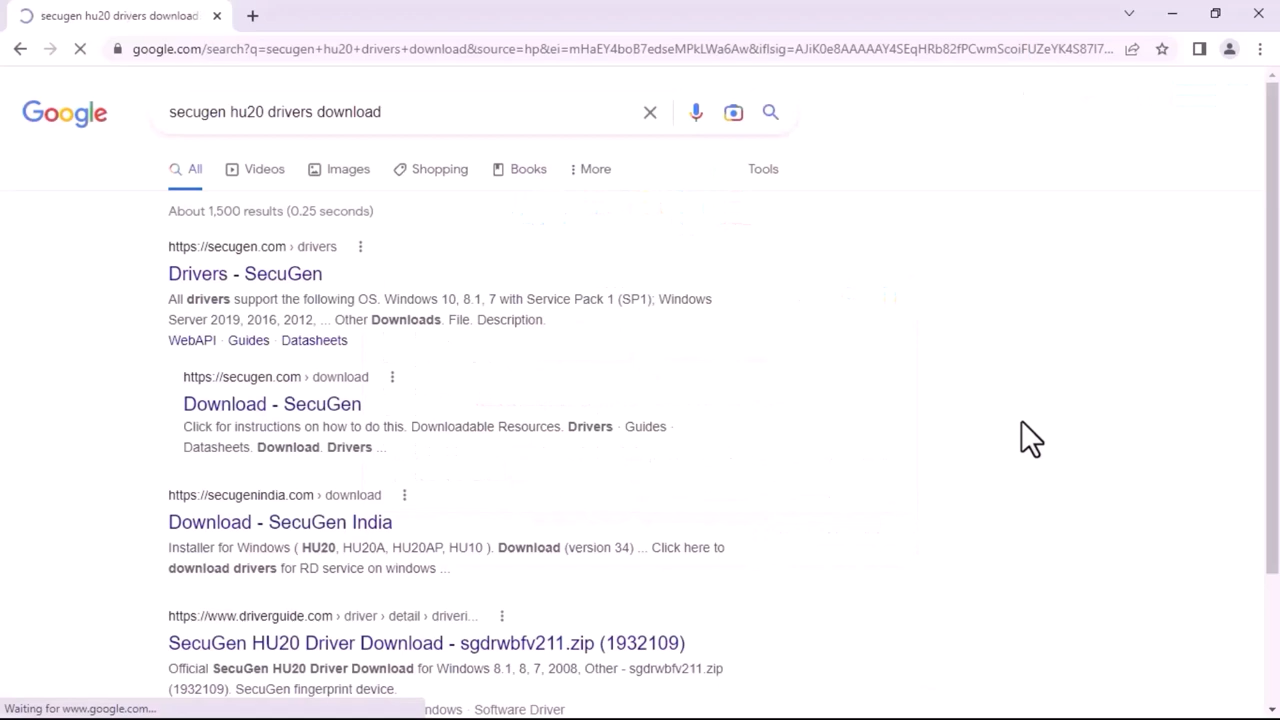 secugen hu20 drivers download
google.com/search?q=secugen+hu20+drivers+download&source=hp&ei=mHaEY4boB7edseMPkLWa6Aw&iflsig=AJiK0e8AAAAAY4SEqHRb82fPCwmScoiFUZeYK4S87I7...
Google
secugen hu20 drivers download
All Videos Images Shopping Books More Tools
About 1,500 results (0.25 seconds)
https://secugen.com › drivers
Drivers - SecuGen
All drivers support the following OS. Windows 10, 8.1, 7 with Service Pack 1 (SP1); Windows
Server 2019, 2016, 2012, ... Other Downloads. File. Description.
WebAPI · Guides · Datasheets
https://secugen.com › download
Download - SecuGen
Click for instructions on how to do this. Downloadable Resources. Drivers · Guides ·
Datasheets. Download. Drivers ...
https://secugenindia.com › download
Download - SecuGen India
Installer for Windows ( HU20, HU20A, HU20AP, HU10 ). Download (version 34) ... Click here to
download drivers for RD service on windows ...
https://www.driverguide.com › driver › detail › driveri...
SecuGen HU20 Driver Download - sgdrwbfv211.zip (1932109)
Official SecuGen HU20 Driver Download for Windows 8.1, 8, 7, 2008, Other - sgdrwbfv211.zip
(1932109). SecuGen fingerprint device.
Waiting for www.google.com... ndows · Software Driver